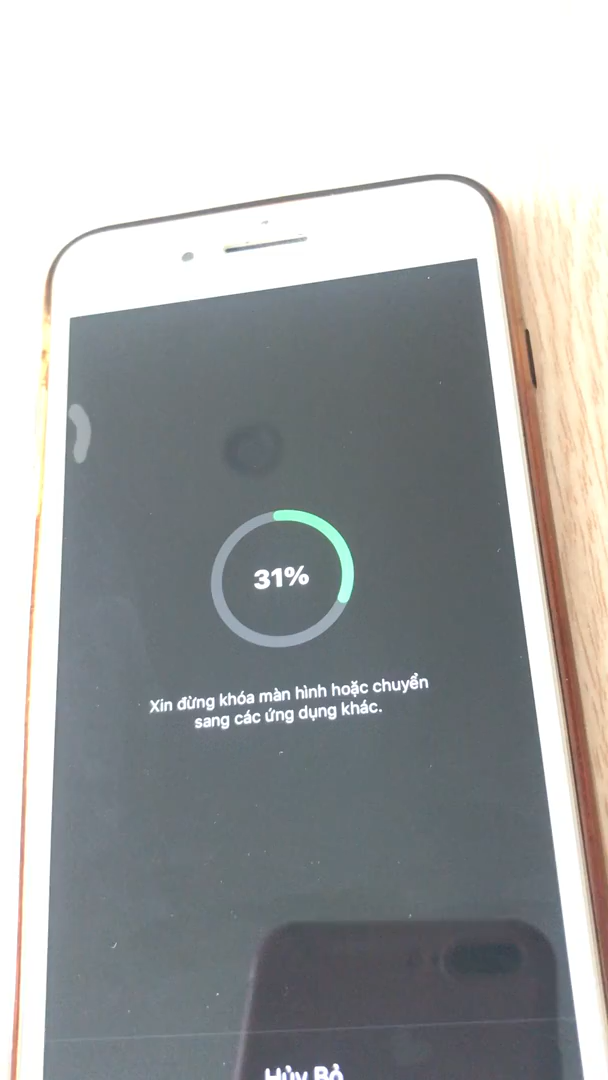 31%
Xin đừng khóa màn hình hoặc chuyển
sang các ứng dụng khác.
Hủy Bỏ